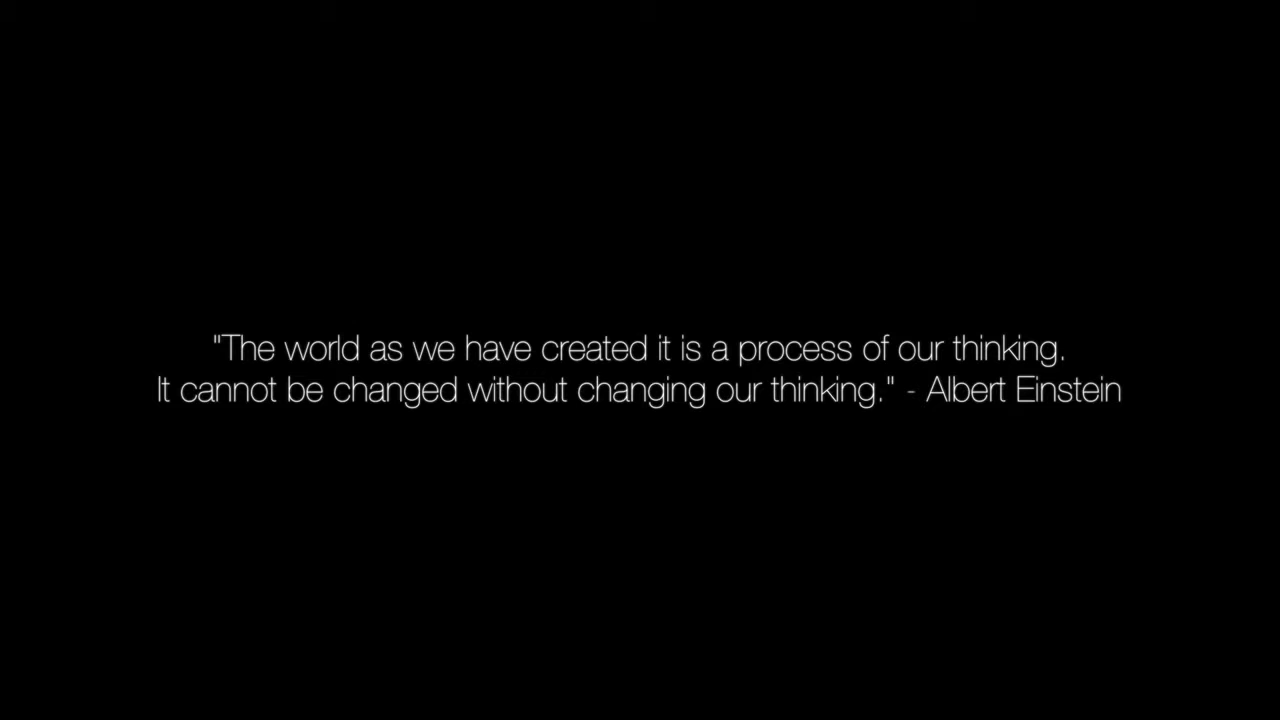 "The world as we have created it is a process of our thinking.
It cannot be changed without changing our thinking." - Albert Einstein